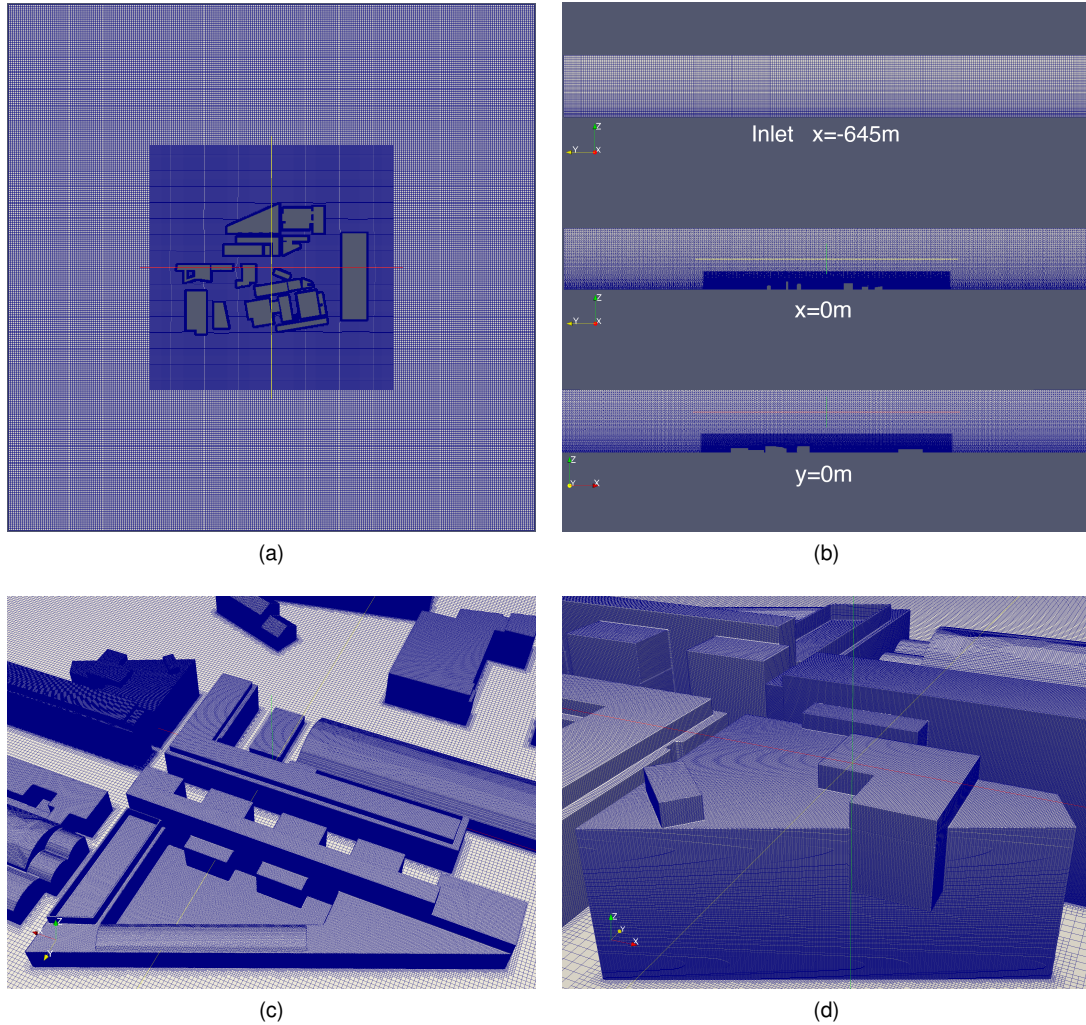 Z
Inlet x=-645m
Y X
Z
x=0m
Y X
Z
y=0m
Y X
(a)
(b)
Z
X
Y
Z
Y
X
(c)
(d)